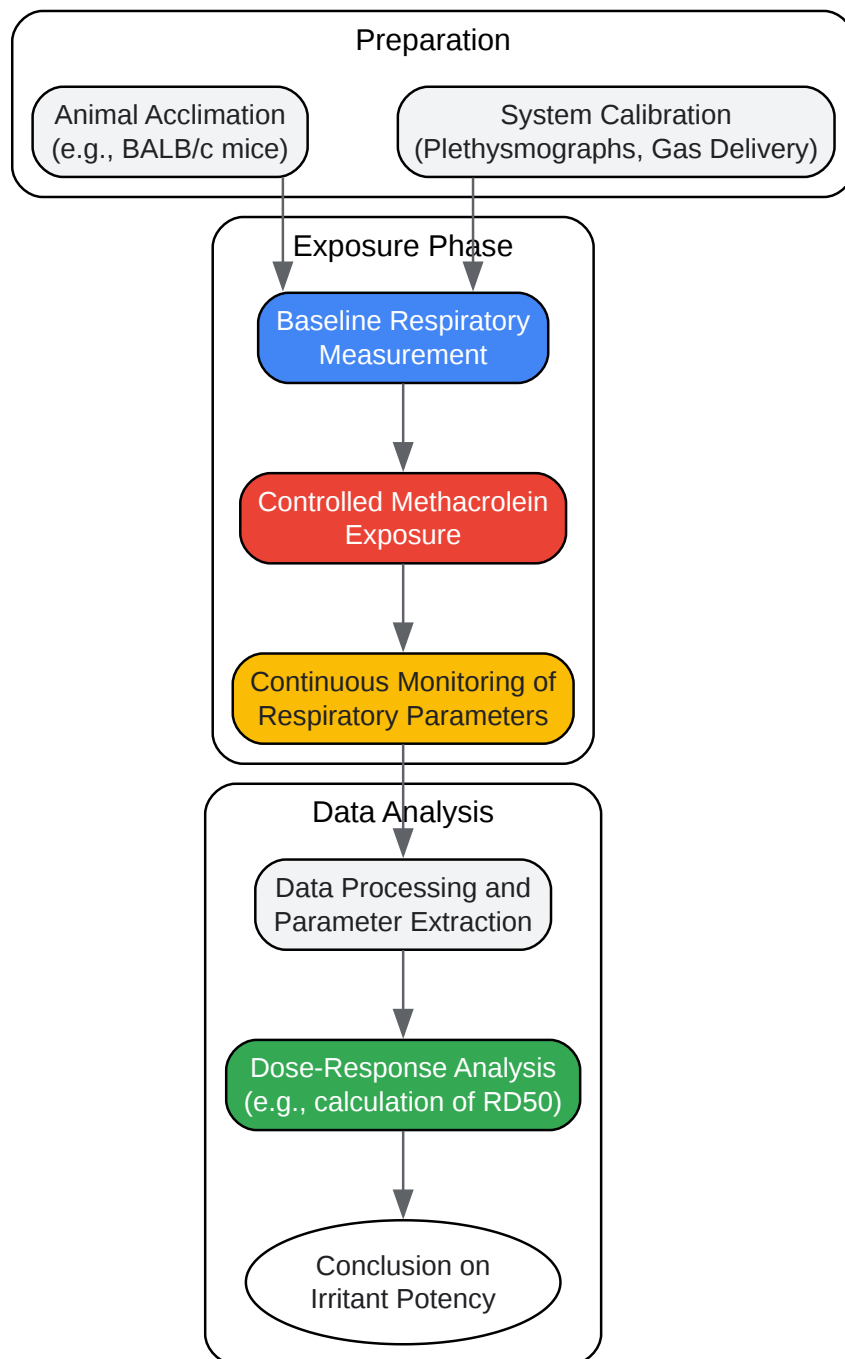 Preparation
Animal Acclimation
(e.g., BALB/c mice)
System Calibration
(Plethysmographs, Gas Delivery)
Exposure Phase
Baseline Respiratory
Measurement
Controlled Methacrolein
Exposure
Continuous Monitoring of
Respiratory Parameters
Data Analysis
Data Processing and
Parameter Extraction
Dose-Response Analysis
(e.g., calculation of RD50)
Conclusion on
Irritant Potency